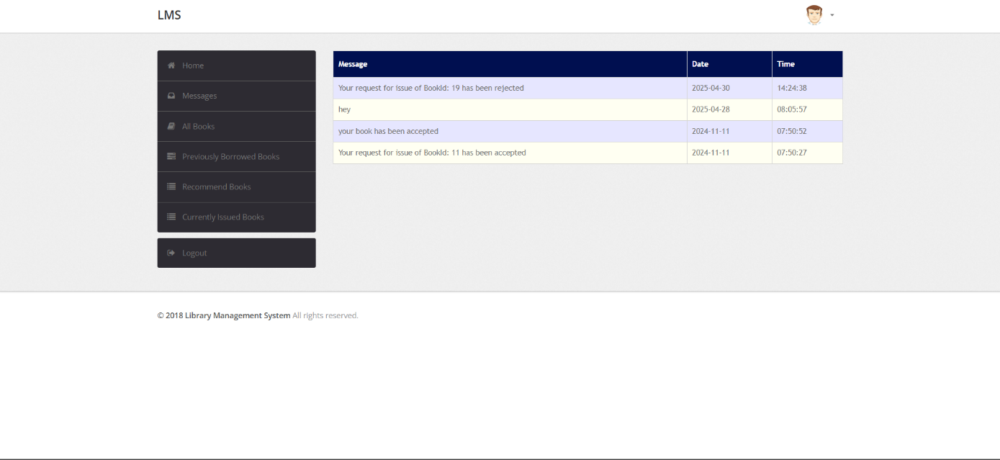 LMS
Home
Messages
All Books
Previously Borrowed Books
Recommend Books
Currently Issued Books
Logout
Message Date Time
Your request for issue of BookId: 19 has been rejected 2025-04-30 14:24:38
hey 2025-04-28 08:05:57
your book has been accepted 2024-11-11 07:50:52
Your request for issue of BookId: 11 has been accepted 2024-11-11 07:50:27
© 2018 Library Management System All rights reserved.